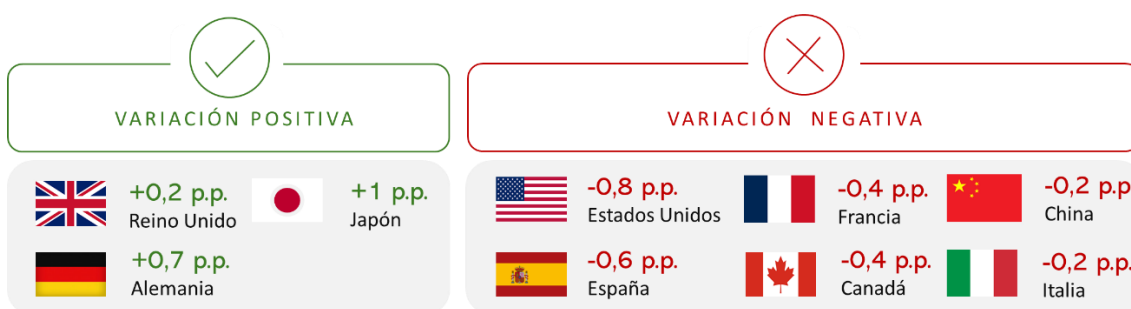 VARIACIÓN POSITIVA
+0,2 p.p.
Reino Unido
+1 p.p.
Japón
+0,7 p.p.
Alemania
VARIACIÓN NEGATIVA
-0,8 p.p.
Estados Unidos
-0,4 p.p.
Francia
-0,2 p.p
China
-0,6 p.p.
España
-0,4 p.p.
Canadá
-0,2 p.p.
Italia